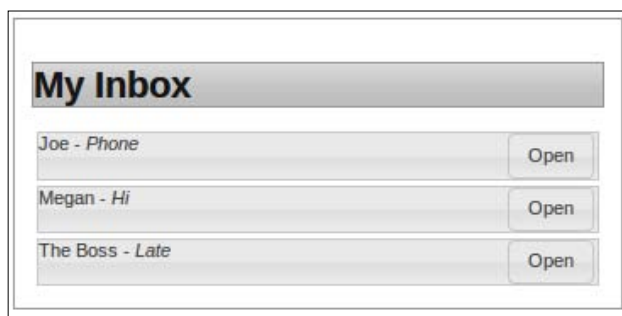 My Inbox
Joe - Phone
Open
Megan - Hi
Open
The Boss - Late
Open